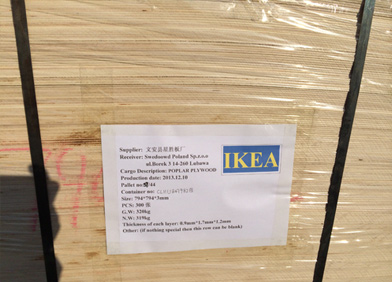 Supplier: 文安县星胜板厂
Receiver: Swedwood Poland Sp.z.o.o
ul.Borek 3 14-260 Lubawa
IKEA
Cargo Description: POPLAR PLYWOOD
Production date: 2013.12.10
Pallet no: /44
Container no:
Size: 794*794*3mm
PCS: 300 张
G.W: 320kg
N.W: 319kg
Thickness of each layer: 0.9mm*1.7mm*1.2mm
Other: (if nothing special then this row can be blank)